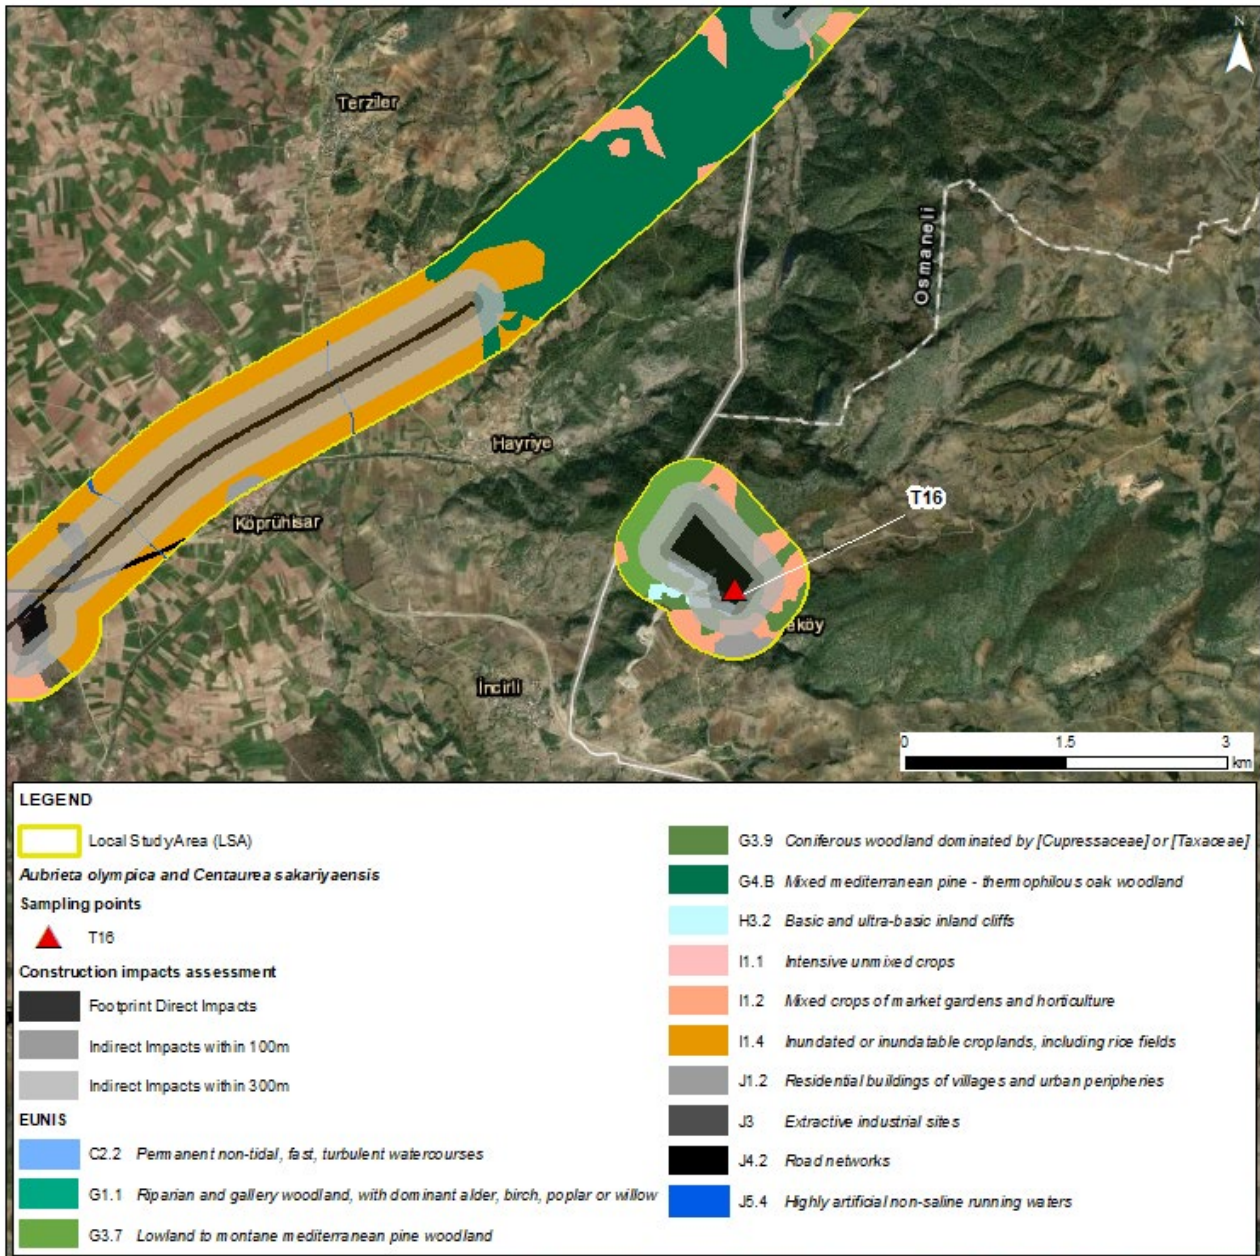 N
Terziler
Osmaneli
Hayriye
T16
Köprühisar
eköy
İncirli
0 1.5 3
km
LEGEND
Local Study Area (LSA)
Aubrieta olympica and Centaurea sakariyaensis
Sampling points
T16
Construction impacts assessment
Footprint Direct Impacts
Indirect Impacts within 100m
Indirect Impacts within 300m
EUNIS
C2.2 Permanent non-tidal, fast, turbulent watercourses
G1.1 Riparian and gallery woodland, with dominant alder, birch, poplar or willow
G3.7 Lowland to montane mediterranean pine woodland
G3.9 Coniferous woodland dominated by [Cupressaceae] or [Taxaceae]
G4.B Mixed mediterranean pine - thermophilous oak woodland
H3.2 Basic and ultra-basic inland cliffs
I1.1 Intensive unmixed crops
I1.2 Mixed crops of market gardens and horticulture
I1.4 Inundated or inundatable croplands, including rice fields
J1.2 Residential buildings of villages and urban peripheries
J3 Extractive industrial sites
J4.2 Road networks
J5.4 Highly artificial non-saline running waters